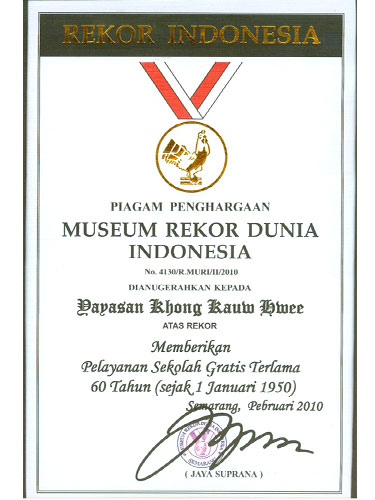 REKOR INDONESIA
PIAGAM PENGHARGAAN
MUSEUM REKOR DUNIA
INDONESIA
No. 4130/R.MURI/II/2010
DIANUGERAHKAN KEPADA
Yayasan Khong Kauw Hwee
ATAS REKOR
Memberikan
Pelayanan Sekolah Gratis Terlama
60 Tahun (sejak 1 Januari 1950)
Semarang, Pebruari 2010
( JAYA SUPRANA )